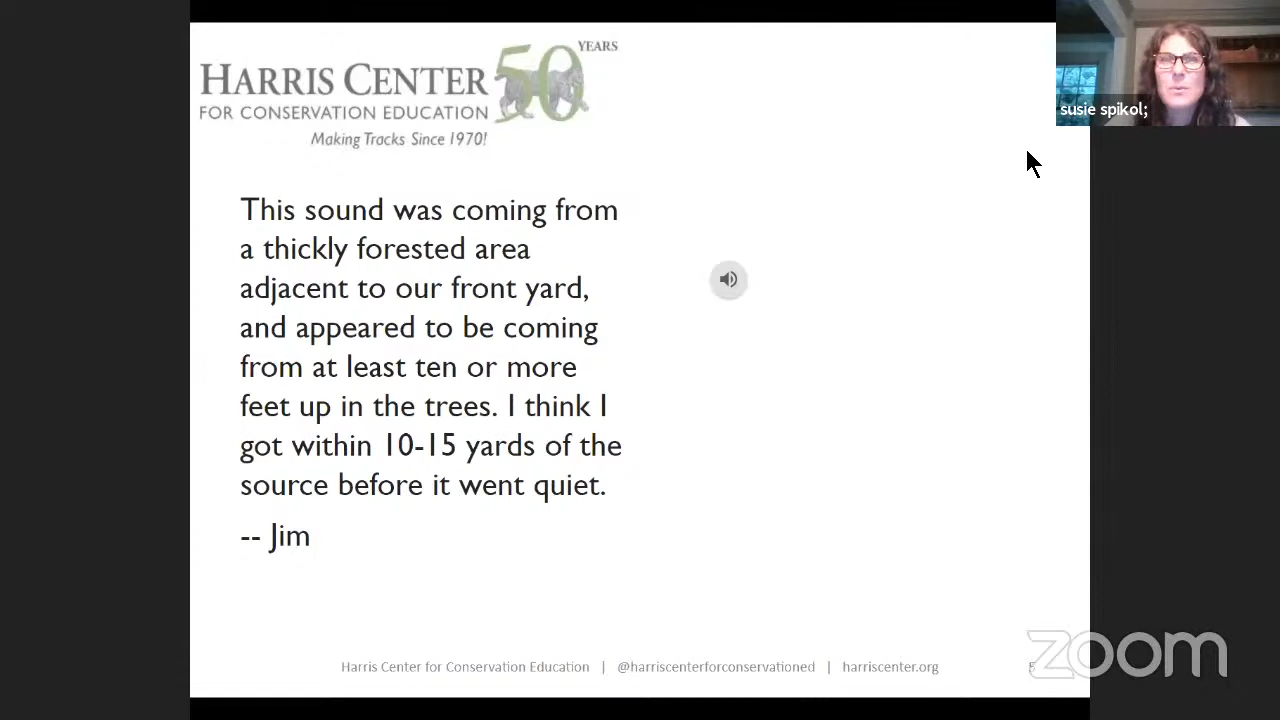 HARRIS CENTER 50 YEARS
FOR CONSERVATION EDUCATION
Making Tracks Since 1970!
susie spikol;
This sound was coming from
a thickly forested area
adjacent to our front yard,
and appeared to be coming
from at least ten or more
feet up in the trees. I think I
got within 10-15 yards of the
source before it went quiet.
-- Jim
Harris Center for Conservation Education | @harriscenterforconservationed | harriscenter.org
5
zoom